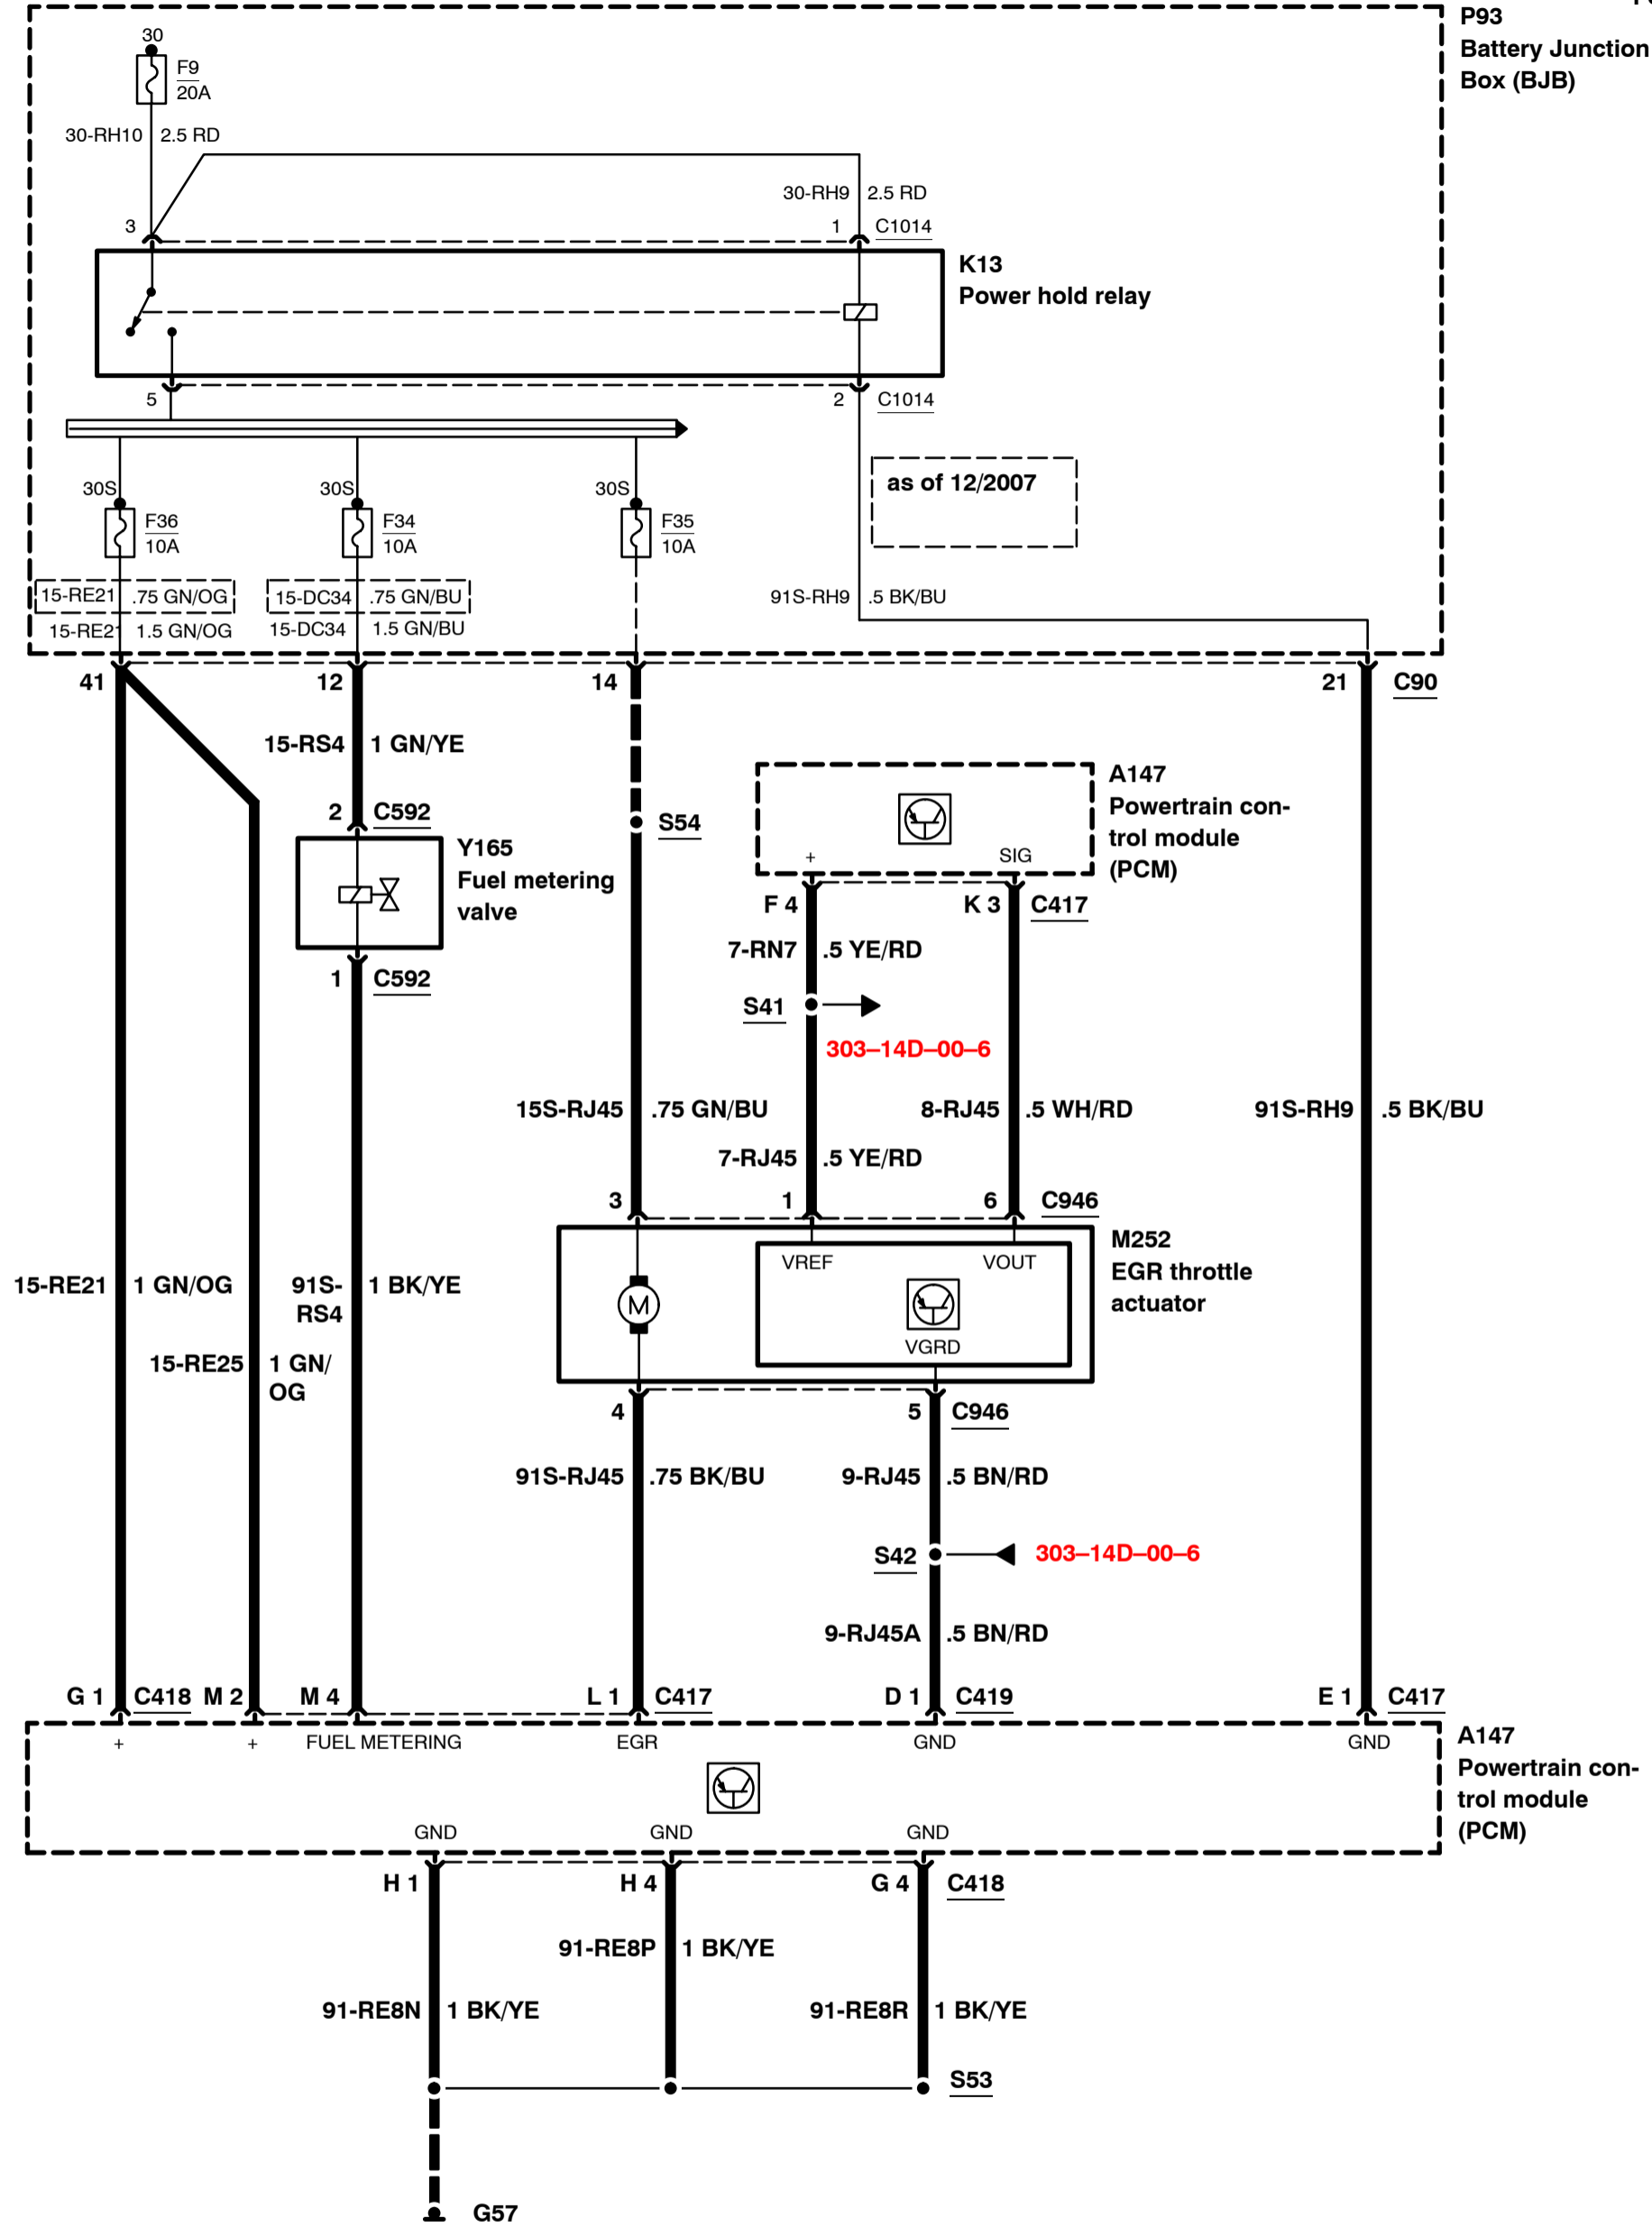 P93
Battery Junction
Box (BJB)
30
F9
20A
30-RH10 2.5 RD
30-RH9 2.5 RD
3
1 C1014
K13
Power hold relay
5
2 C1014
as of 12/2007
30S
30S
30S
F36
10A
F34
10A
F35
10A
15-RE21 .75 GN/OG
15-DC34 .75 GN/BU
91S-RH9 .5 BK/BU
15-RE21 1.5 GN/OG
15-DC34 1.5 GN/BU
41
12
14
21 C90
15-RS4 1 GN/YE
A147
Powertrain con-
trol module
(PCM)
2 C592
S54
Y165
Fuel metering
valve
+
SIG
F 4
K 3 C417
7-RN7 .5 YE/RD
1 C592
S41
303–14D–00–6
15S-RJ45 .75 GN/BU
8-RJ45 .5 WH/RD
91S-RH9 .5 BK/BU
7-RJ45 .5 YE/RD
3
1
6 C946
M252
EGR throttle
actuator
VREF
VOUT
M
VGRD
15-RE21 1 GN/OG
91S-
RS4
1 BK/YE
15-RE25 1 GN/
OG
4
5 C946
91S-RJ45 .75 BK/BU
9-RJ45 .5 BN/RD
S42
303–14D–00–6
9-RJ45A .5 BN/RD
G 1 C418
M 2
M 4
L 1 C417
D 1 C419
E 1 C417
+
+
FUEL METERING
EGR
GND
GND
A147
Powertrain con-
trol module
(PCM)
GND
GND
GND
H 1
H 4
G 4 C418
91-RE8P 1 BK/YE
91-RE8N 1 BK/YE
91-RE8R 1 BK/YE
S53
G57